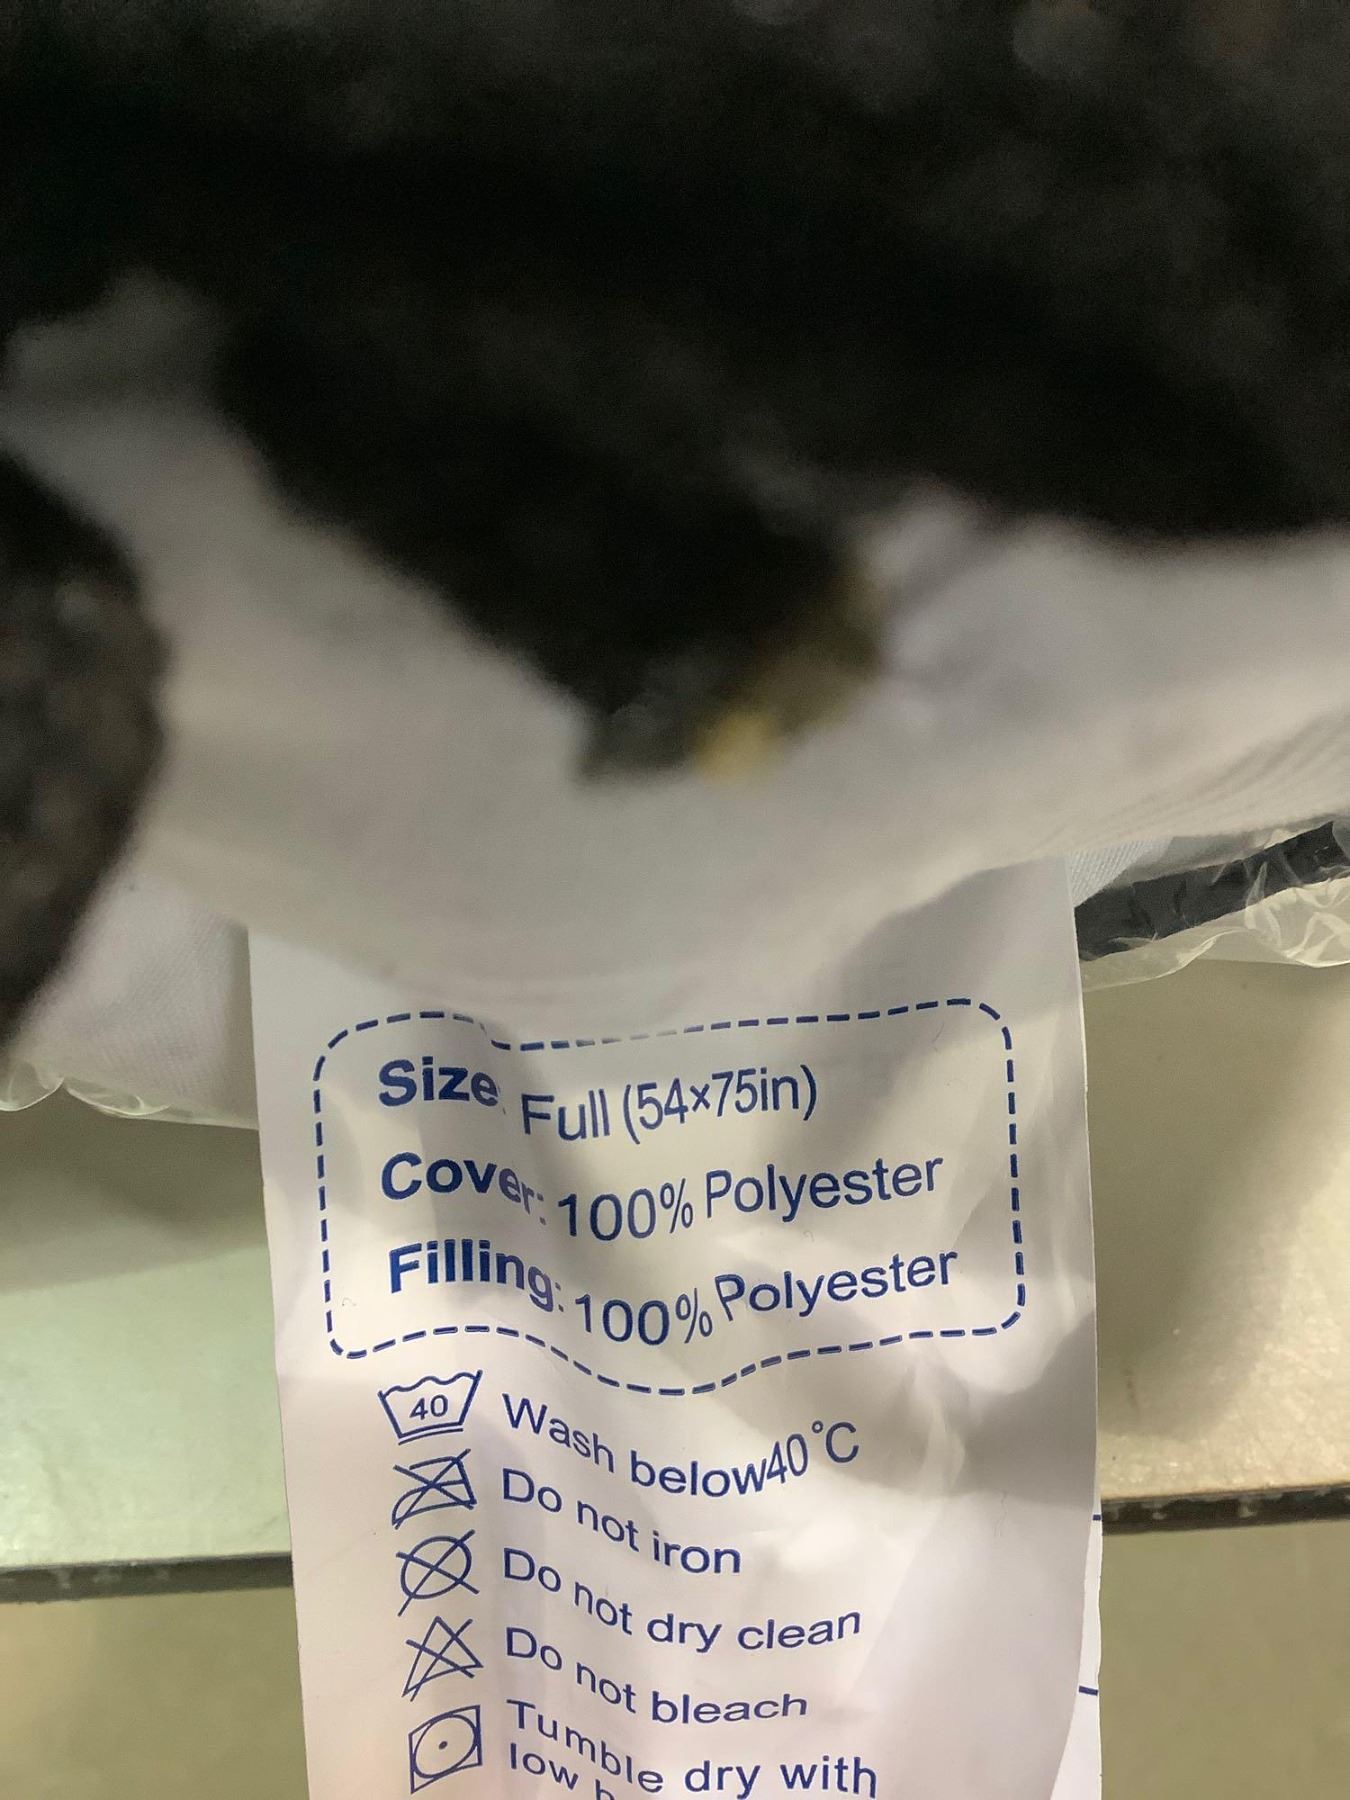 Size Full (54×75in)
Cover: 100% Polyester
Filling: 100% Polyester
40 Wash below40°C
Do not iron
Do not dry clean
Do not bleach
Tumble dry with
low